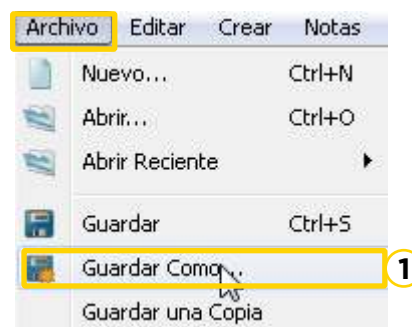 Archivo Editar Crear Notas
Nuevo... Ctrl+N
Abrir... Ctrl+O
Abrir Reciente
Guardar Ctrl+S
Guardar Como...
1
Guardar una Copia